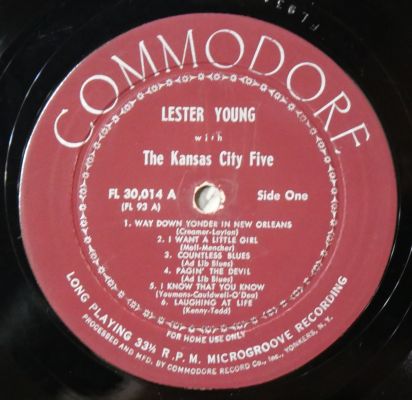 COMMODORE
LESTER YOUNG
with
The Kansas City Five
FL 30,014 A Side One
(FL 93 A)
1. WAY DOWN YONDER IN NEW ORLEANS
(Creamer-Layton)
2. I WANT A LITTLE GIRL
(Moll-Mencher)
3. COUNTLESS BLUES
(Ad Lib Blues)
4. PAGIN' THE DEVIL
(Ad Lib Blues)
5. I KNOW THAT YOU KNOW
(Youmans-Cauldwell-O'Dea)
6. LAUGHING AT LIFE
(Kenny-Todd)
FOR HOME USE ONLY
LONG PLAYING 33⅓ R.P.M. MICROGROOVE RECORDING
PROCESSED AND MFD. BY COMMODORE RECORD Co., Inc., YONKERS, N.Y.